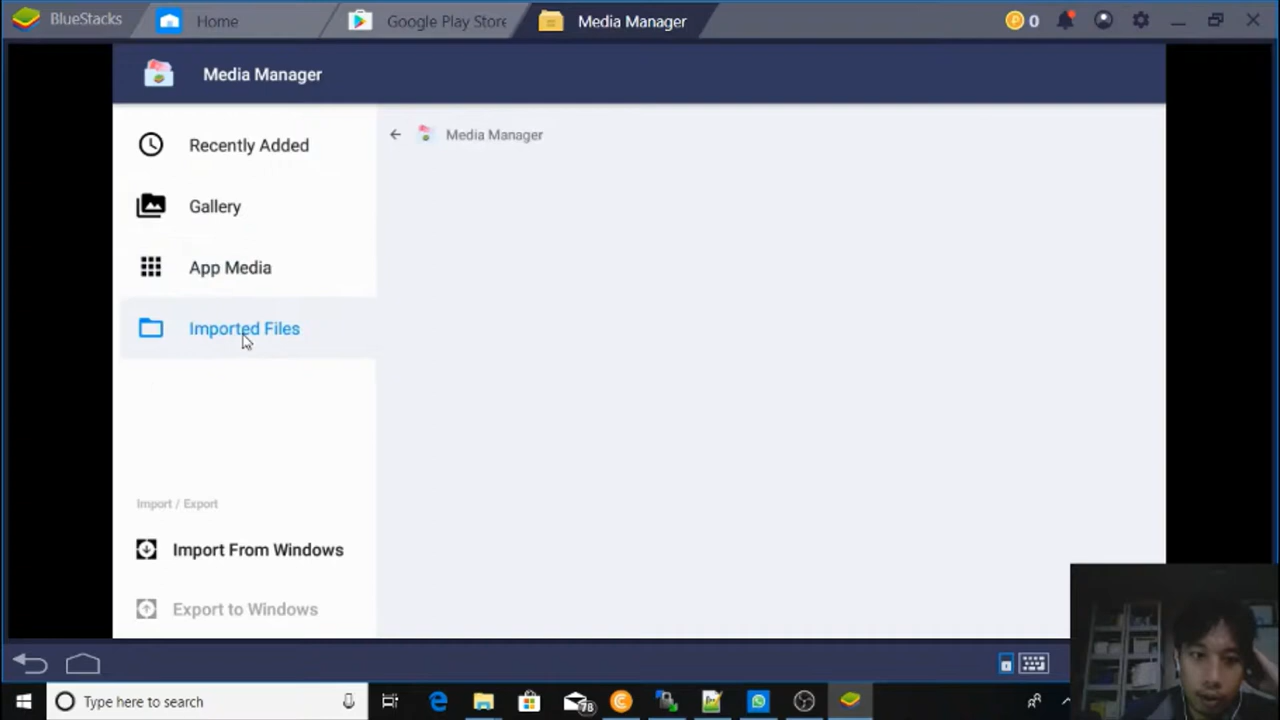 BlueStacks
Home
Google Play Store
Media Manager
0
Media Manager
Recently Added
Media Manager
Gallery
App Media
Imported Files
Import / Export
Import From Windows
Export to Windows
Type here to search
78